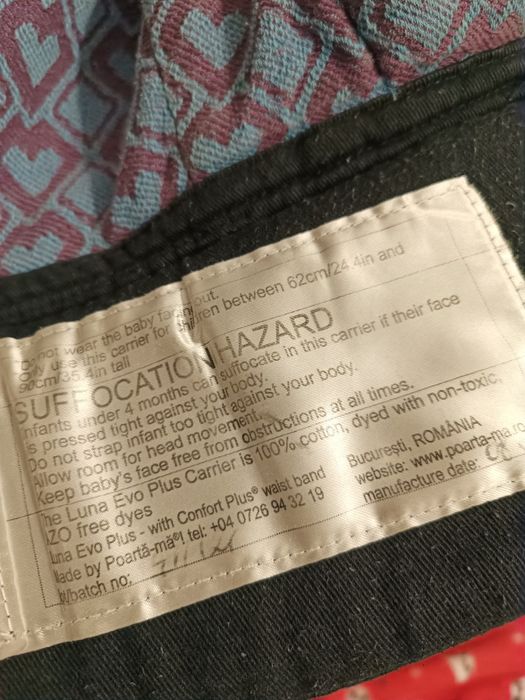 Do not wear the baby facing out.
Only use this carrier for children between 62cm/24.4in and
90cm/35.4in tall
SUFFOCATION HAZARD
Infants under 4 months can suffocate in this carrier if their face
is pressed tight against your body.
Do not strap infant too tight against your body.
Allow room for head movement.
Keep baby's face free from obstructions at all times.
The Luna Evo Plus Carrier is 100% cotton, dyed with non-toxic,
AZO free dyes
Luna Evo Plus - with Confort Plus® waist band
Made by Poartă-mă®! tel: +04 0726 94 32 19
lot/batch no:
București, ROMÂNIA
website: www.poarta-ma.ro
manufacture date: